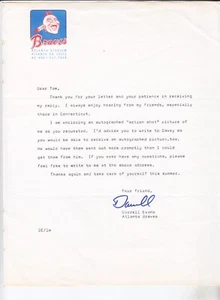 Braves
ATLANTA STADIUM
Dear Tom,
Thank you for your letter and your patience in receiving
my reply. I always enjoy hearing from my friends, especially
those in Connecticut.
I am enclosing an autographed "action shot" picture of
me as you requested. I'd advise you to write to Davey as
you would be able to receive an autographed picture, too.
He would have them sent out more promptly than I could
get them from him. If you ever have any questions, please
feel free to write to me at the above address.
Thanks again and take care of yourself this summer.
Your friend,
Darrell
Darrell Evans
Atlanta Braves
DE/lm